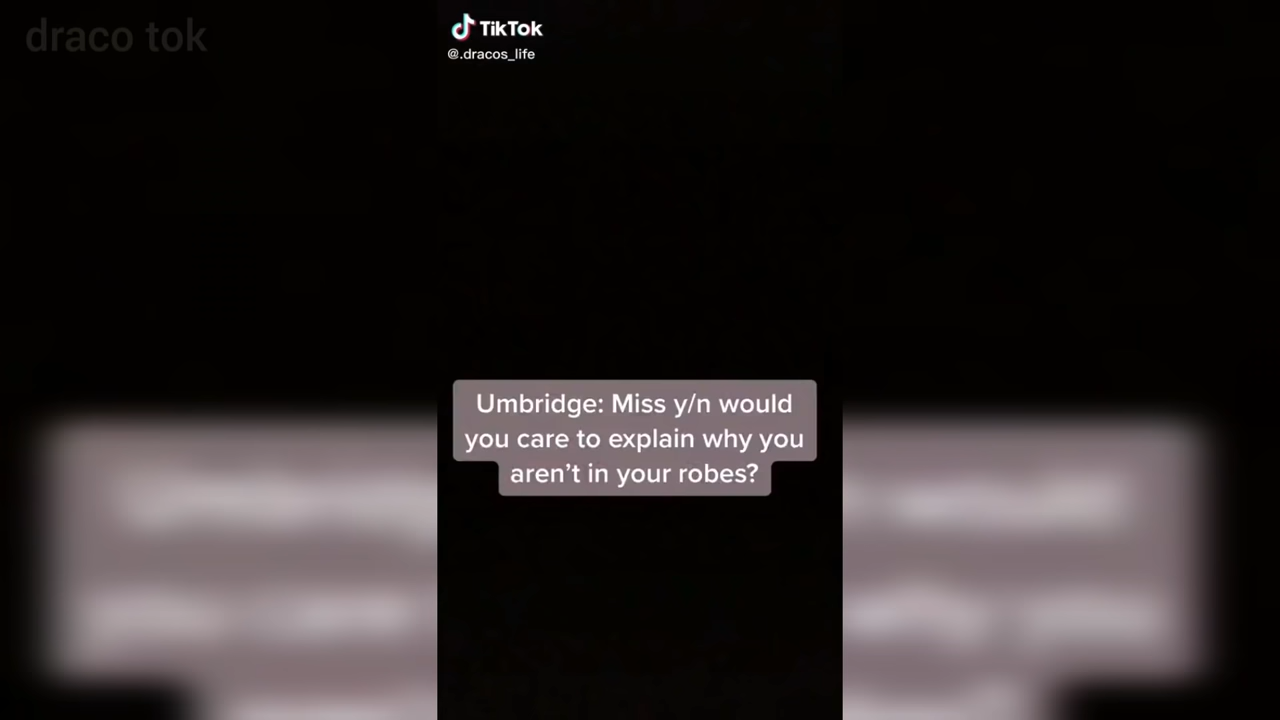 draco tok
TikTok
@.dracos_life
Umbridge: Miss y/n would
you care to explain why you
aren't in your robes?